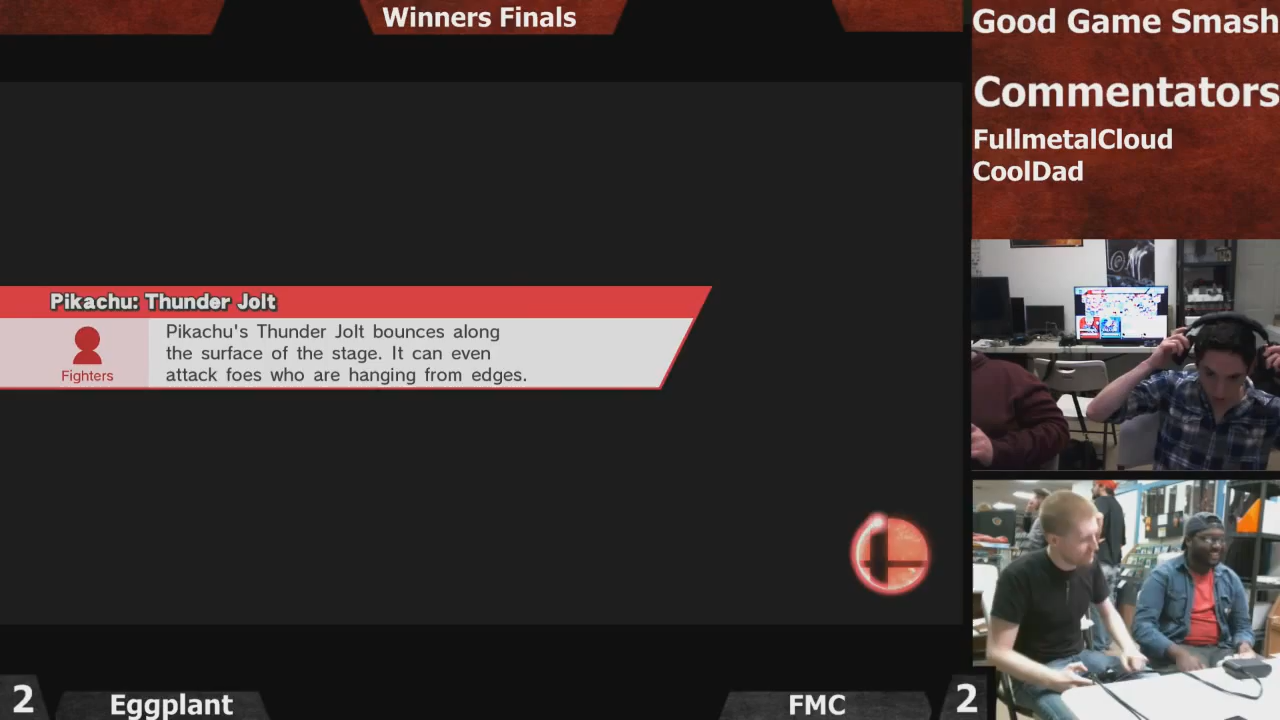 Winners Finals
Good Game Smash
Commentators
FullmetalCloud
CoolDad
Pikachu: Thunder Jolt
Fighters
Pikachu's Thunder Jolt bounces along
the surface of the stage. It can even
attack foes who are hanging from edges.
2
Eggplant
FMC
2